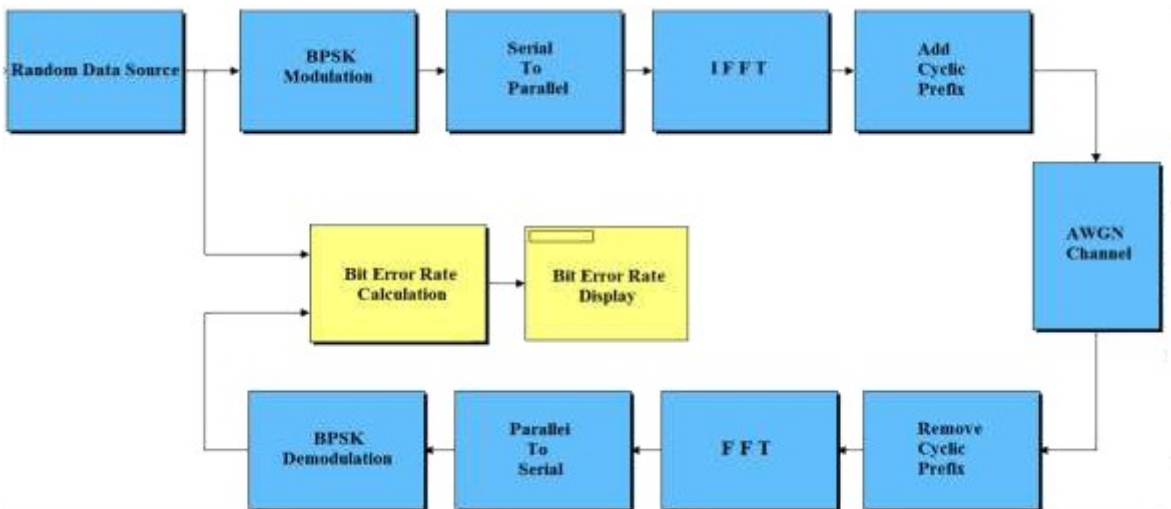 Random Data Source
BPSK
Modulation
Serial
To
Parallel
I F F T
Add
Cyclic
Prefix
AWGN
Channel
Bit Error Rate
Calculation
Bit Error Rate
Display
BPSK
Demodulation
Parallel
To
Serial
F F T
Remove
Cyclic
Prefix